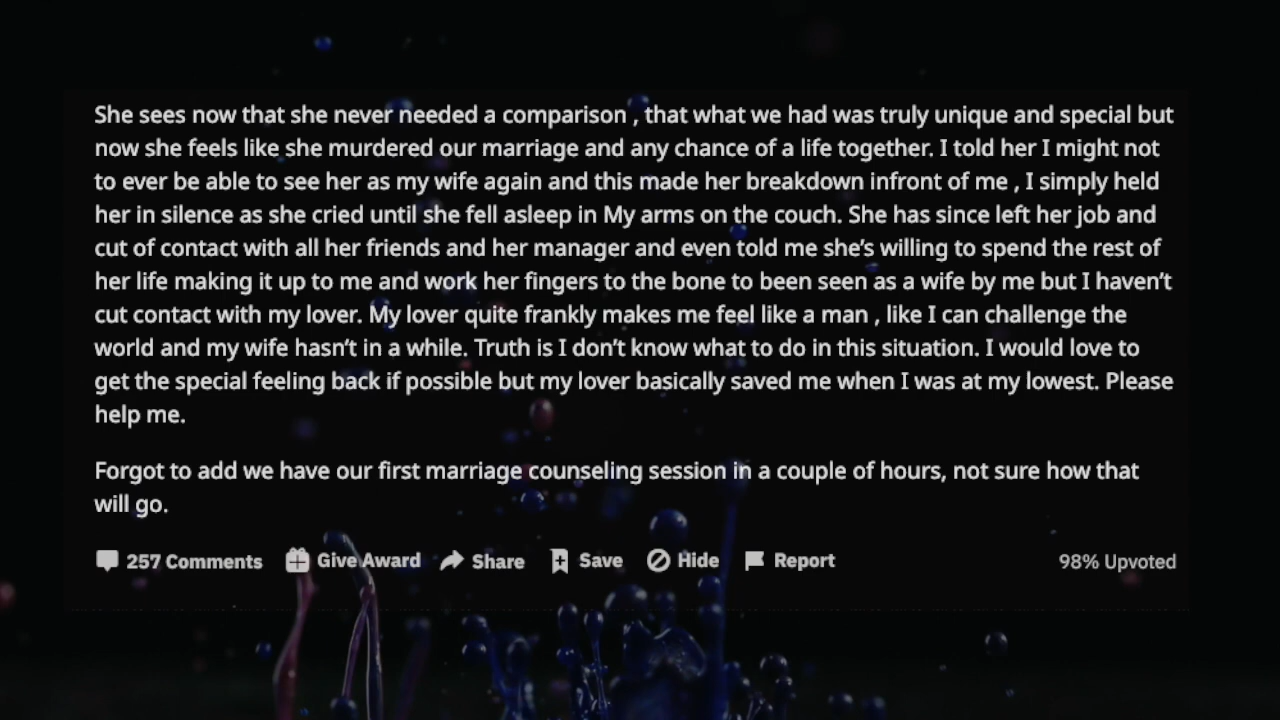 She sees now that she never needed a comparison , that what we had was truly unique and special but
now she feels like she murdered our marriage and any chance of a life together. I told her I might not
to ever be able to see her as my wife again and this made her breakdown infront of me , I simply held
her in silence as she cried until she fell asleep in My arms on the couch. She has since left her job and
cut of contact with all her friends and her manager and even told me she’s willing to spend the rest of
her life making it up to me and work her fingers to the bone to been seen as a wife by me but I haven’t
cut contact with my lover. My lover quite frankly makes me feel like a man , like I can challenge the
world and my wife hasn’t in a while. Truth is I don’t know what to do in this situation. I would love to
get the special feeling back if possible but my lover basically saved me when I was at my lowest. Please
help me.
Forgot to add we have our first marriage counseling session in a couple of hours, not sure how that
will go.
257 Comments Give Award Share Save Hide Report 98% Upvoted